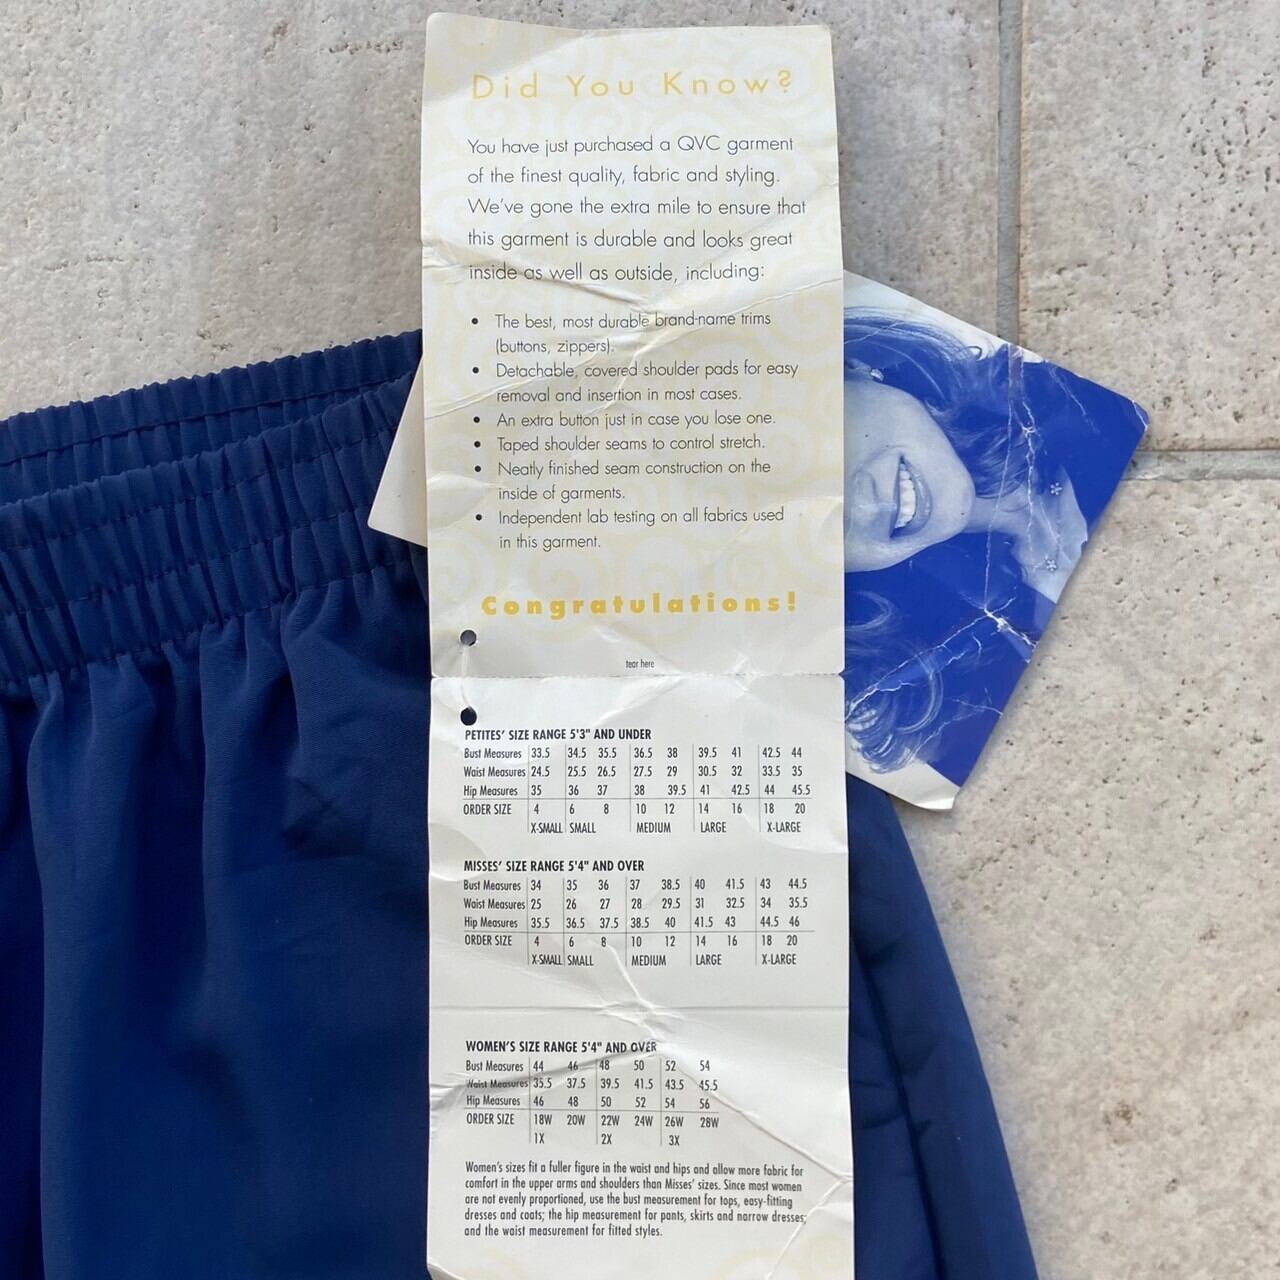 Did You Know?
You have just purchased a QVC garment
of the finest quality, fabric and styling.
We've gone the extra mile to ensure that
this garment is durable and looks great
inside as well as outside, including:
• The best, most durable brand-name trims
(buttons, zippers).
• Detachable, covered shoulder pads for easy
removal and insertion in most cases.
• An extra button just in case you lose one.
• Taped shoulder seams to control stretch.
• Neatly finished seam construction on the
inside of garments.
• Independent lab testing on all fabrics used
in this garment.
Congratulations!
tear here
PETITES' SIZE RANGE 5'3" AND UNDER
Bust Measures 33.5 34.5 35.5 36.5 38 39.5 41 42.5 44
Waist Measures 24.5 25.5 26.5 27.5 29 30.5 32 33.5 35
Hip Measures 35 36 37 38 39.5 41 42.5 44 45.5
ORDER SIZE 4 6 8 10 12 14 16 18 20
X-SMALL SMALL MEDIUM LARGE X-LARGE
MISSES' SIZE RANGE 5'4" AND OVER
Bust Measures 34 35 36 37 38.5 40 41.5 43 44.5
Waist Measures 25 26 27 28 29.5 31 32.5 34 35.5
Hip Measures 35.5 36.5 37.5 38.5 40 41.5 43 44.5 46
ORDER SIZE 4 6 8 10 12 14 16 18 20
X-SMALL SMALL MEDIUM LARGE X-LARGE
WOMEN'S SIZE RANGE 5'4" AND OVER
Bust Measures 44 46 48 50 52 54
Waist Measures 35.5 37.5 39.5 41.5 43.5 45.5
Hip Measures 46 48 50 52 54 56
ORDER SIZE 18W 20W 22W 24W 26W 28W
1X 2X 3X
Women's sizes fit a fuller figure in the waist and hips and allow more fabric for
comfort in the upper arms and shoulders than Misses' sizes. Since most women
are not evenly proportioned, use the bust measurement for tops, easy-fitting
dresses and coats; the hip measurement for pants, skirts and narrow dresses;
and the waist measurement for fitted styles.